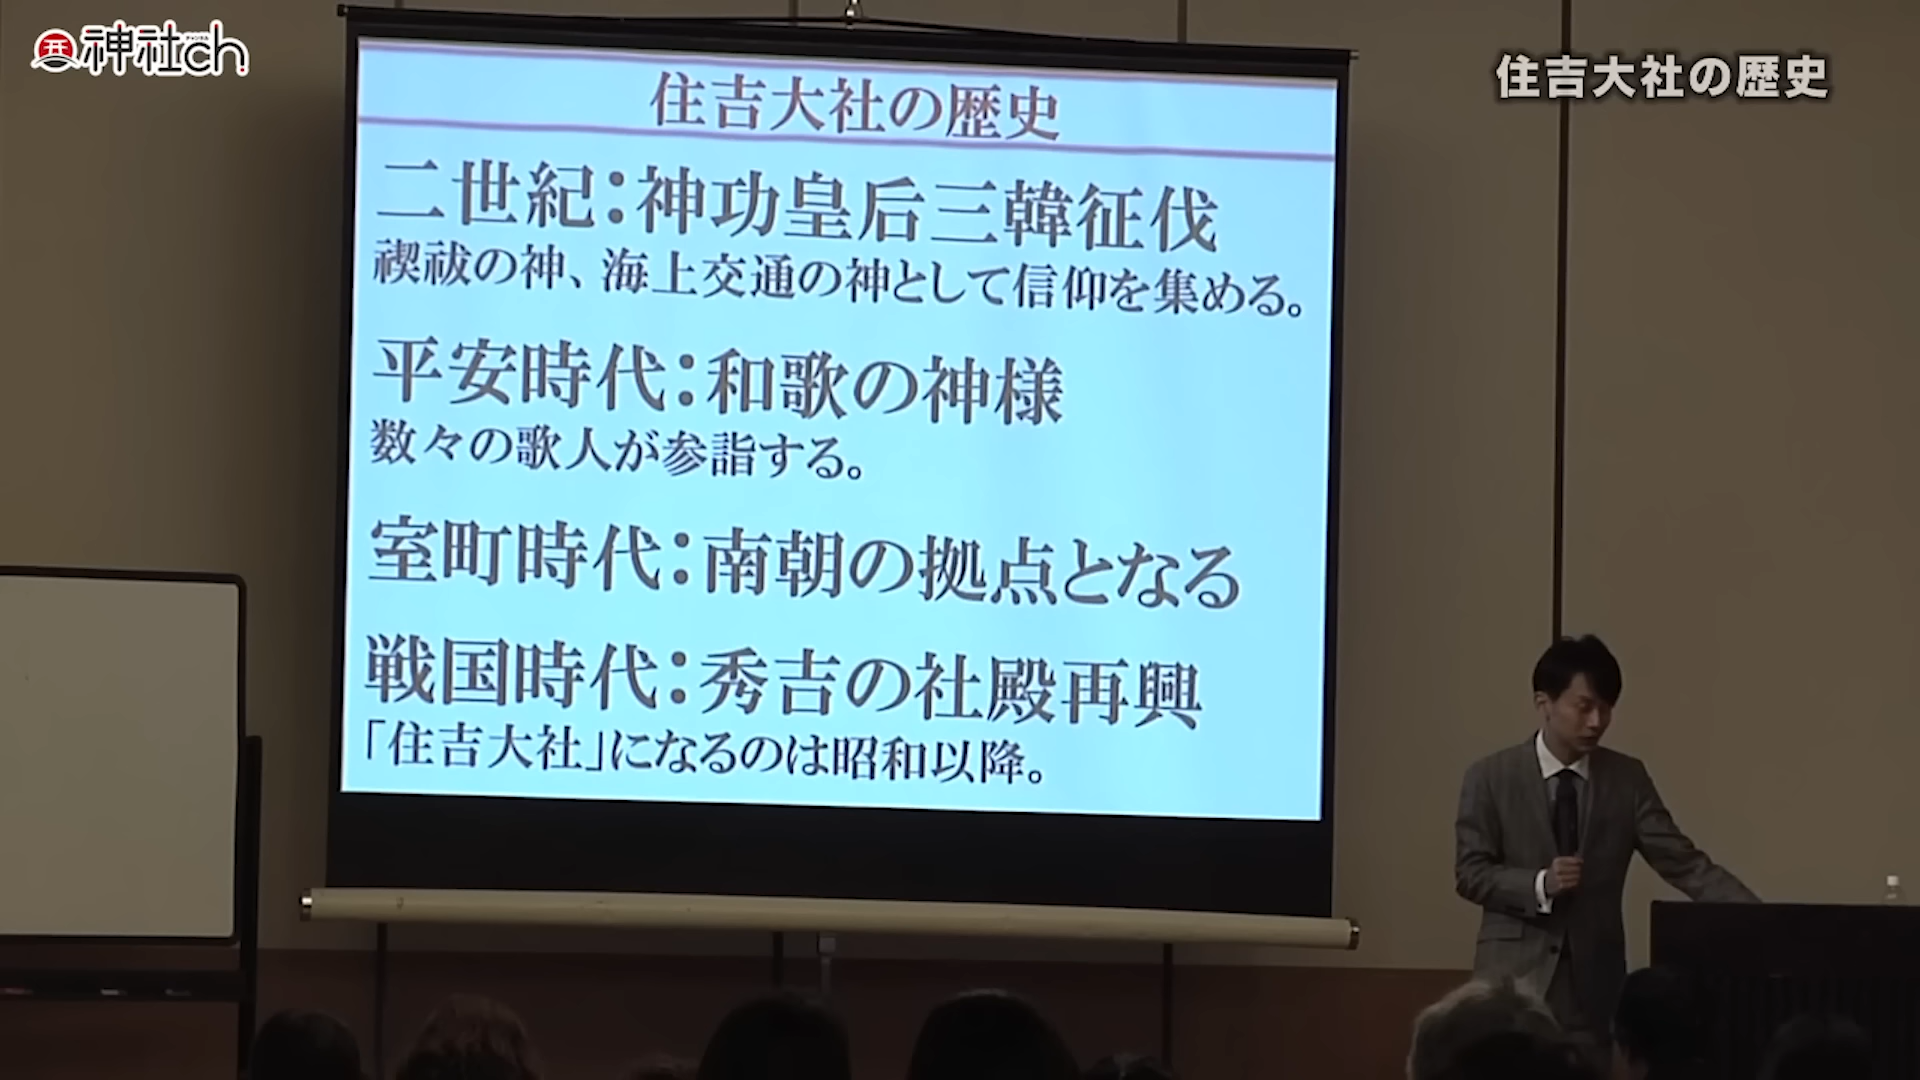 神社ch
チャンネル
住吉大社の歴史
住吉大社の歴史
二世紀：神功皇后三韓征伐
禊祓の神、海上交通の神として信仰を集める。
平安時代：和歌の神様
数々の歌人が参詣する。
室町時代：南朝の拠点となる
戦国時代：秀吉の社殿再興
「住吉大社」になるのは昭和以降。